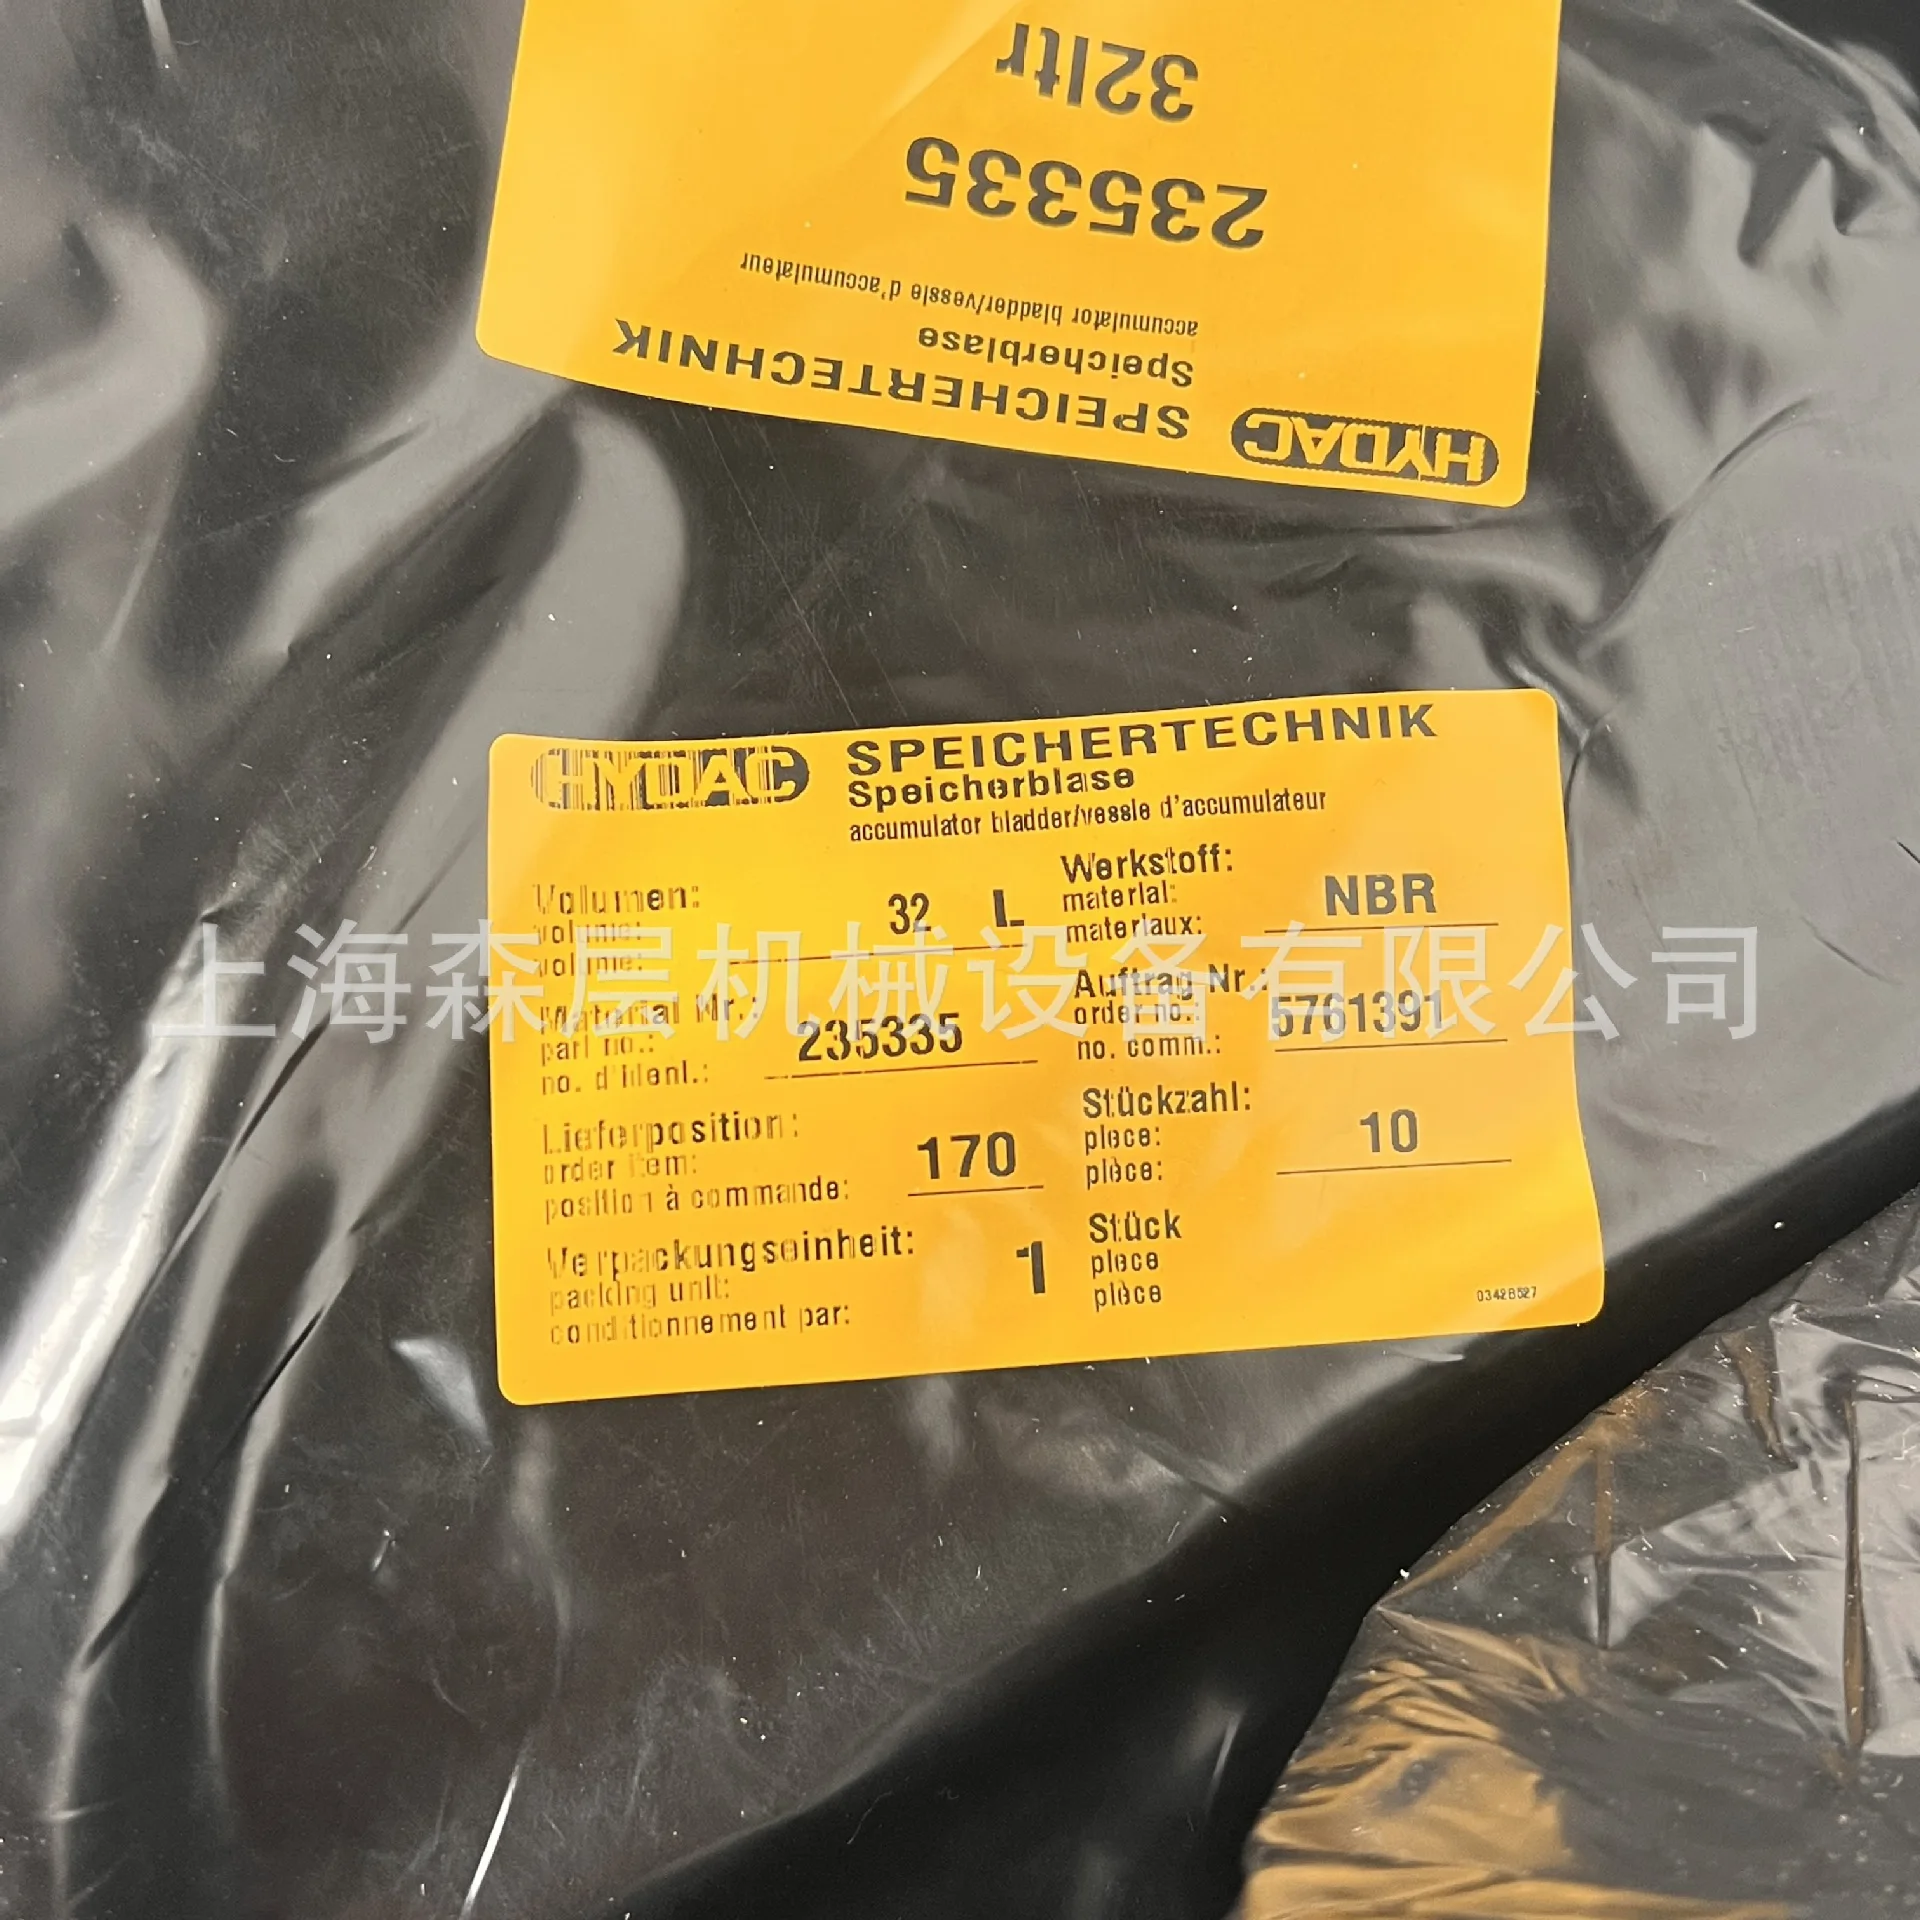 HYDAC
SPEICHERTECHNIK
Speicherblase
accumulator bladder/vessle d'accumulateur
235335
32ltr
HYDAC
SPEICHERTECHNIK
Speicherblase
accumulator bladder/vessle d'accumulateur
Volumen: 32 L
volume:
volume:
Werkstoff: NBR
material:
materiaux:
Material Nr.: 235335
part no.:
no. d'ident.:
Auftrag Nr.: 5761391
order no.:
no. comm.:
Lieferposition: 170
order item:
position à commande:
Stückzahl: 10
piece:
pièce:
Verpackungseinheit: 1 Stück
packing unit: piece
conditionnement par: pièce
上海森层机械设备有限公司